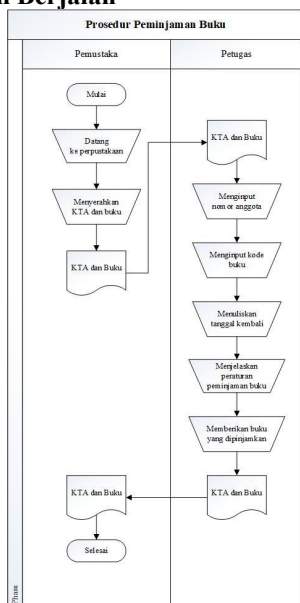 n Berjalan
Prosedur Peminjaman Buku
Pemustaka
Petugas
Mulai
Datang
ke perpustakaan
Menyerahkan
KTA dan buku
KTA dan Buku
KTA dan Buku
Menginput
nomor anggota
Menginput kode
buku
Menuliskan
tanggal kembali
Menjelaskan
peraturan
peminjaman buku
Memberikan buku
yang dipinjamkan
KTA dan Buku
KTA dan Buku
Selesai
Phase